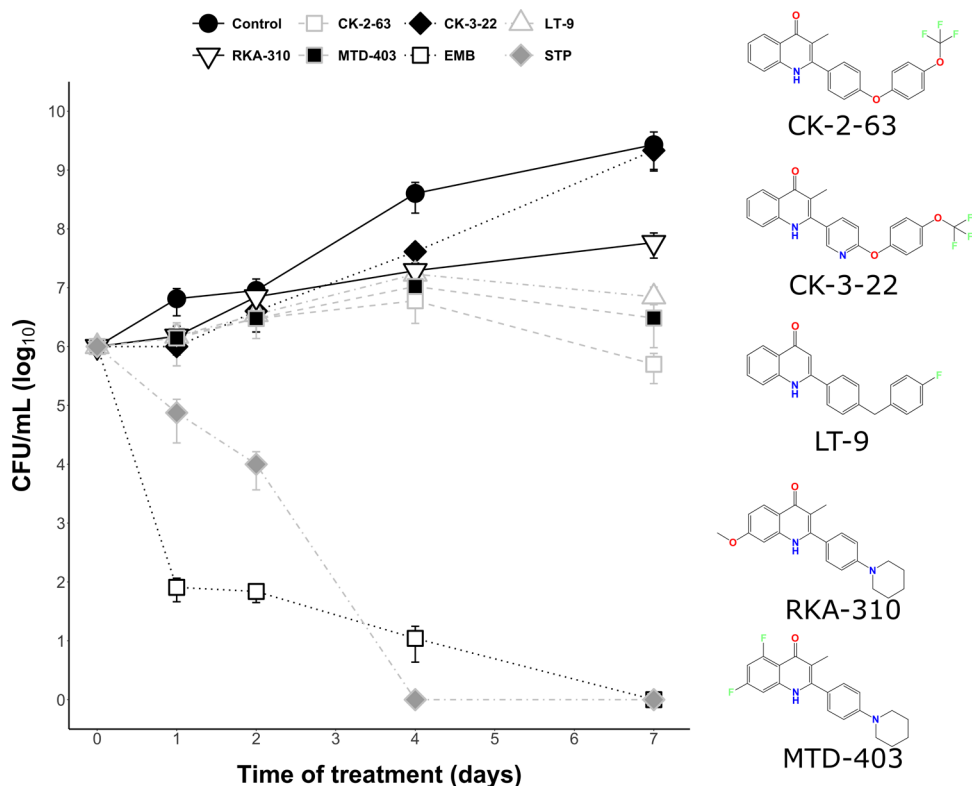 Control CK-2-63 CK-3-22 LT-9
RKA-310 MTD-403 EMB STP
CFU/mL (log10)
10
9
8
7
6
5
4
3
2
1
0
0 1 2 3 4 5 6 7
Time of treatment (days)
O
N
H
O
O
F
F
F
CK-2-63
O
N
H
N
O
O
F
F
F
CK-3-22
O
N
H
F
LT-9
O
O
N
H
N
RKA-310
F
O
F
N
H
N
MTD-403